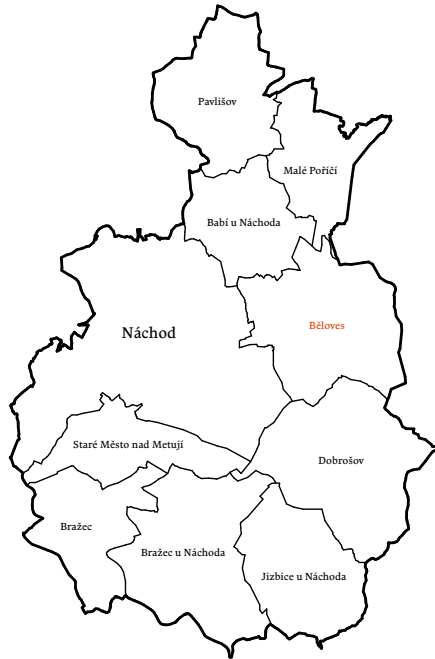 Pavlišov
Malé Poříčí
Babí u Náchoda
Náchod
Běloves
Staré Město nad Metují
Dobrošov
Bražec
Bražec u Náchoda
Jizbice u Náchoda